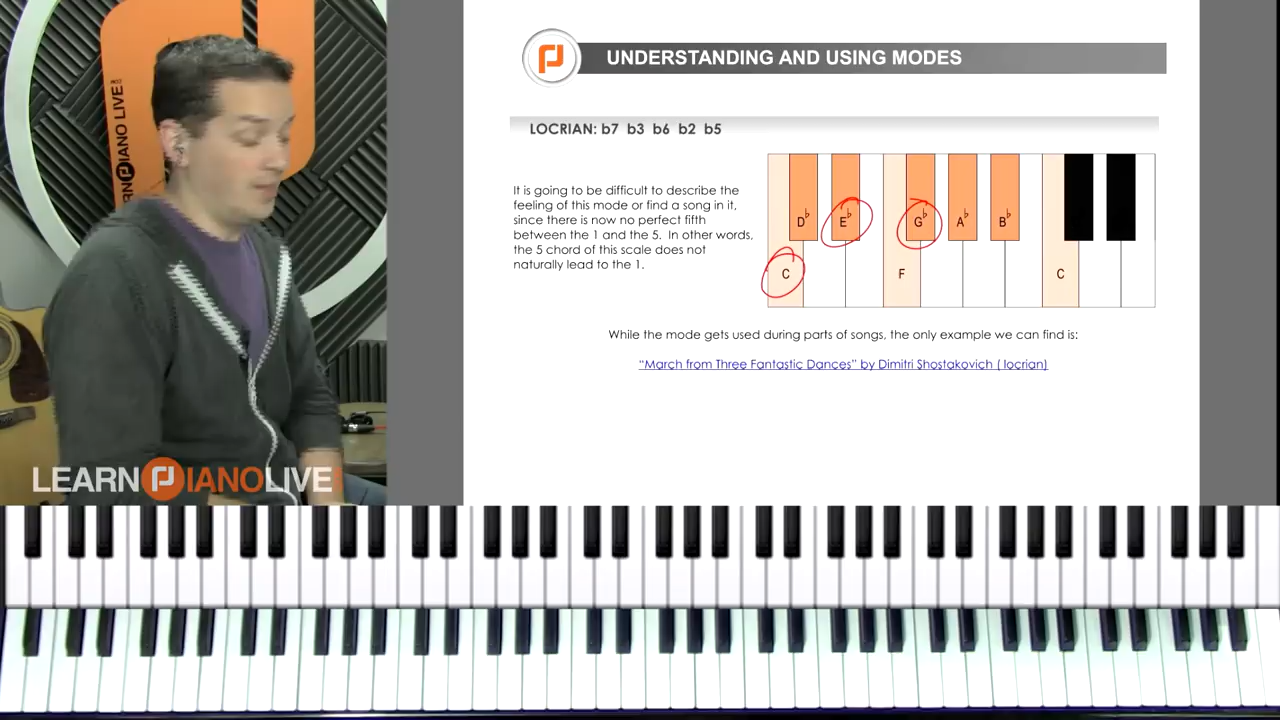 UNDERSTANDING AND USING MODES
LOCRIAN: b7 b3 b6 b2 b5
It is going to be difficult to describe the
feeling of this mode or find a song in it,
since there is now no perfect fifth
between the 1 and the 5. In other words,
the 5 chord of this scale does not
naturally lead to the 1.
D♭ E♭ G♭ A♭ B♭
C F C
While the mode gets used during parts of songs, the only example we can find is:
“March from Three Fantastic Dances” by Dimitri Shostakovich ( locrian)
PIANO LIVE
LEARN PIANOLIVE